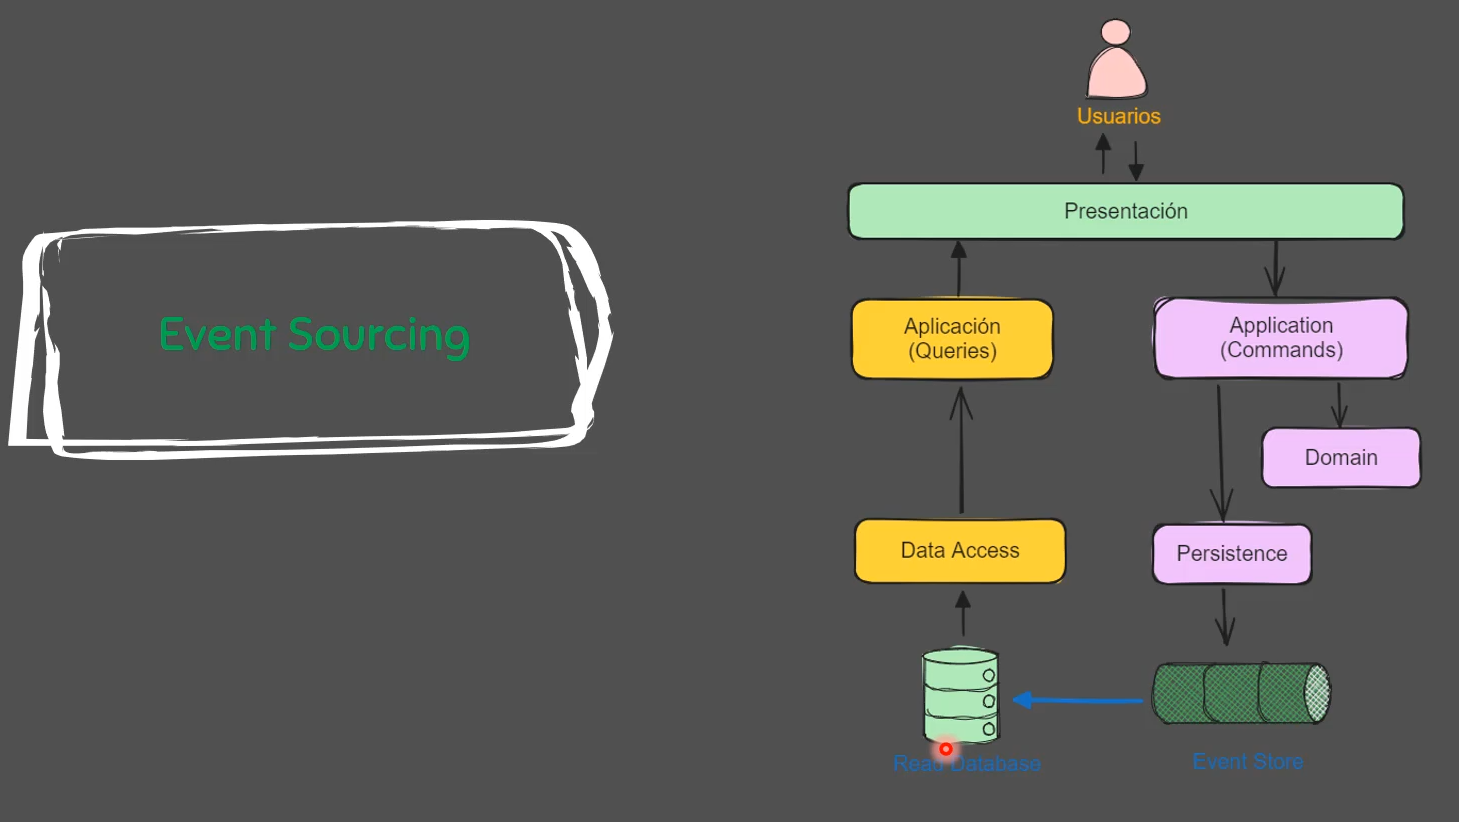 Event Sourcing
Usuarios
Presentación
Aplicación
(Queries)
Application
(Commands)
Domain
Data Access
Persistence
Read Database
Event Store